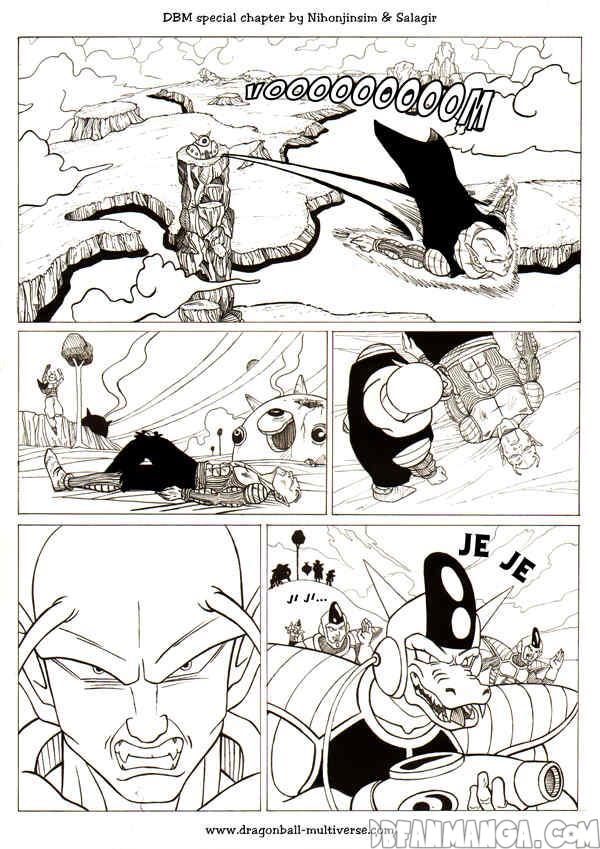 DBM special chapter by Nihonjinsim & Salagir
VOOOOOOOOOOM
JE JE
JI JI...
www.dragonball-multiverse.com
DBFANMANGA.COM